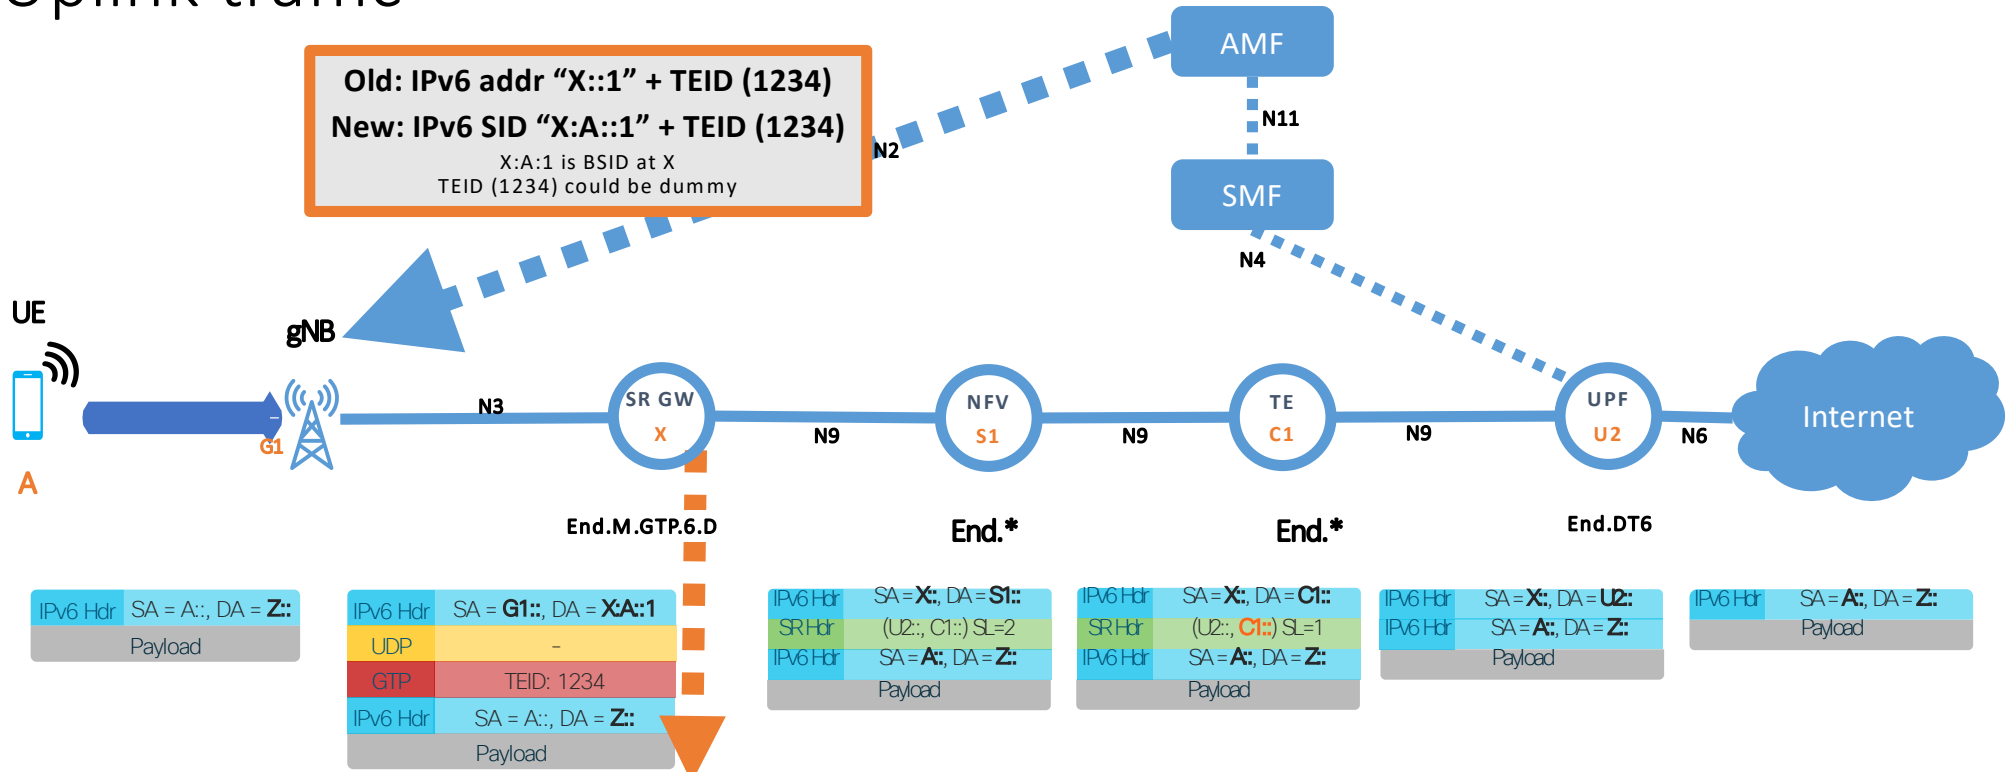 Uplink traffic
AMF
Old: IPv6 addr “X::1” + TEID (1234)
New: IPv6 SID “X:A::1” + TEID (1234)
X:A:1 is BSID at X
TEID (1234) could be dummy
N2
N11
SMF
N4
UE
gNB
SR GW
X
NFV
S1
TE
C1
UPF
U2
Internet
N3
N9
N9
N9
N6
G1
A
End.M.GTP.6.D
End.*
End.*
End.DT6
IPv6 Hdr SA = A::, DA = Z::
Payload
IPv6 Hdr SA = G1::, DA = X:A::1
UDP -
GTP TEID: 1234
IPv6 Hdr SA = A::, DA = Z::
Payload
IPv6 Hdr SA = X::, DA = S1::
SR Hdr (U2::, C1::) SL=2
IPv6 Hdr SA = A::, DA = Z::
Payload
IPv6 Hdr SA = X::, DA = C1::
SR Hdr (U2::, C1::) SL=1
IPv6 Hdr SA = A::, DA = Z::
Payload
IPv6 Hdr SA = X::, DA = U2::
IPv6 Hdr SA = A::, DA = Z::
Payload
IPv6 Hdr SA = A::, DA = Z::
Payload